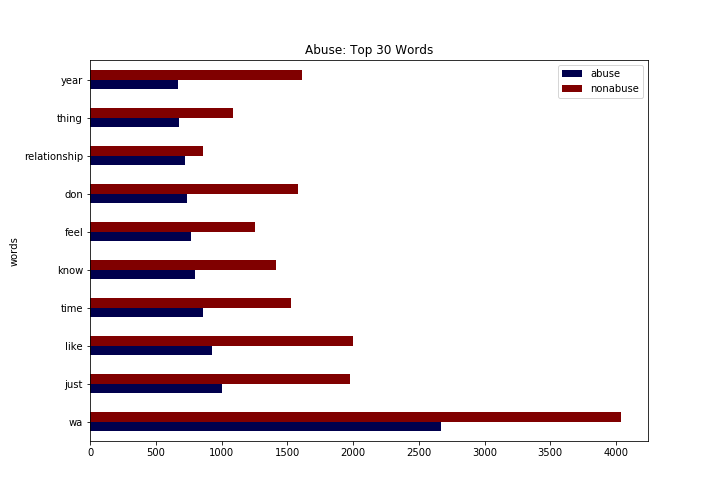 Abuse: Top 30 Words
abuse
nonabuse
year
thing
relationship
don
feel
know
time
like
just
wa
words
0 500 1000 1500 2000 2500 3000 3500 4000